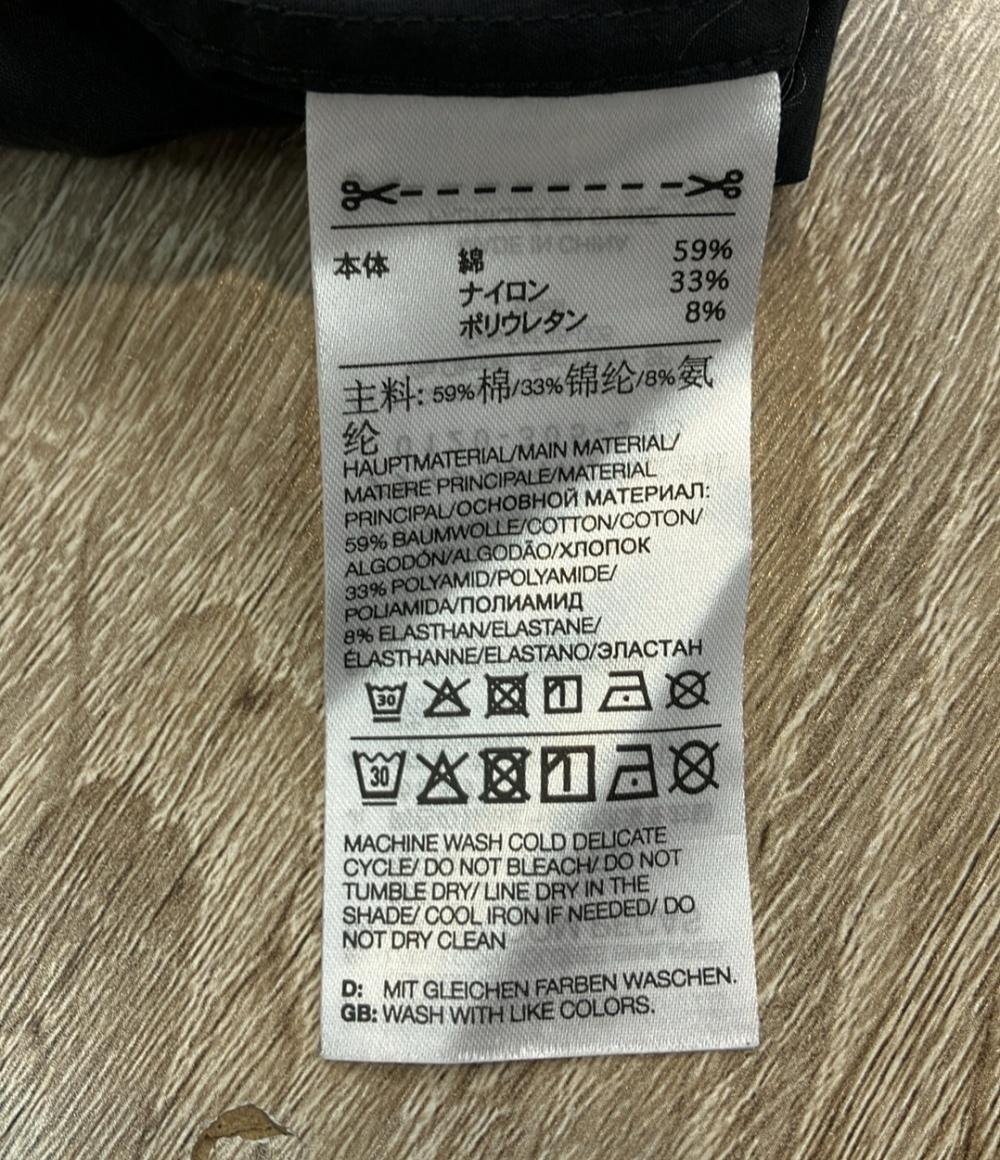 本体 綿 59%
ナイロン 33%
ポリウレタン 8%
主料: 59%棉/33%锦纶/8%氨
纶
HAUPTMATERIAL/MAIN MATERIAL/
MATIERE PRINCIPALE/MATERIAL
PRINCIPAL/ОСНОВНОЙ МАТЕРИАЛ:
59% BAUMWOLLE/COTTON/COTON/
ALGODÓN/ALGODÃO/ХЛОПОК
33% POLYAMID/POLYAMIDE/
POLIAMIDA/ПОЛИАМИД
8% ELASTHAN/ELASTANE/
ÉLASTHANNE/ELASTANO/ЭЛАСТАН
30
30
MACHINE WASH COLD DELICATE
CYCLE/ DO NOT BLEACH/ DO NOT
TUMBLE DRY/ LINE DRY IN THE
SHADE/ COOL IRON IF NEEDED/ DO
NOT DRY CLEAN
D: MIT GLEICHEN FARBEN WASCHEN.
GB: WASH WITH LIKE COLORS.